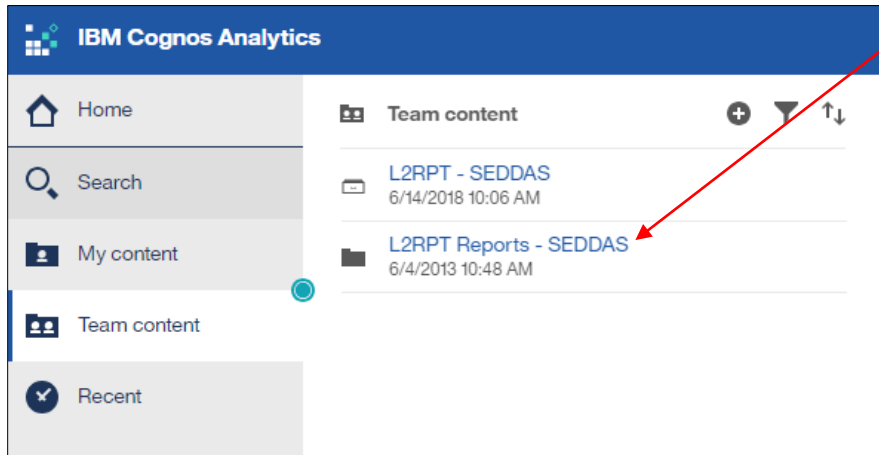 IBM Cognos Analytics
Home
Search
My content
Team content
Recent
Team content
L2RPT - SEDDAS
6/14/2018 10:06 AM
L2RPT Reports - SEDDAS
6/4/2013 10:48 AM